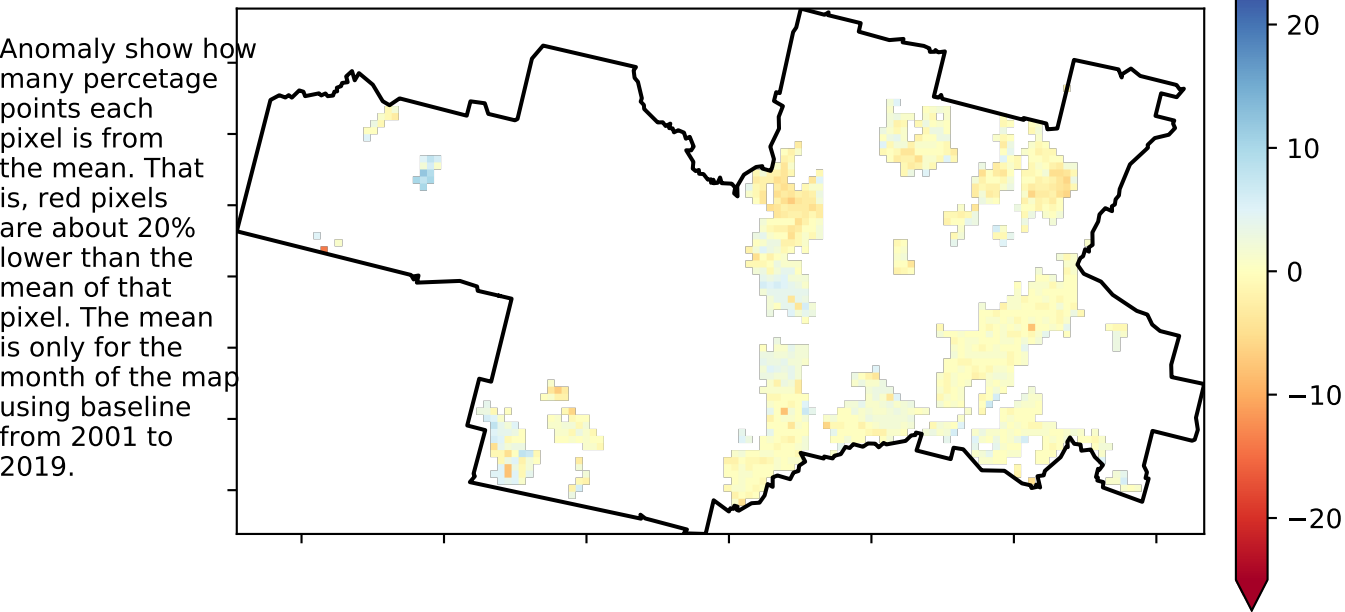 Anomaly show how
many percetage
points each
pixel is from
the mean. That
is, red pixels
are about 20%
lower than the
mean of that
pixel. The mean
is only for the
month of the map
using baseline
from 2001 to
2019.
20
10
0
−10
−20